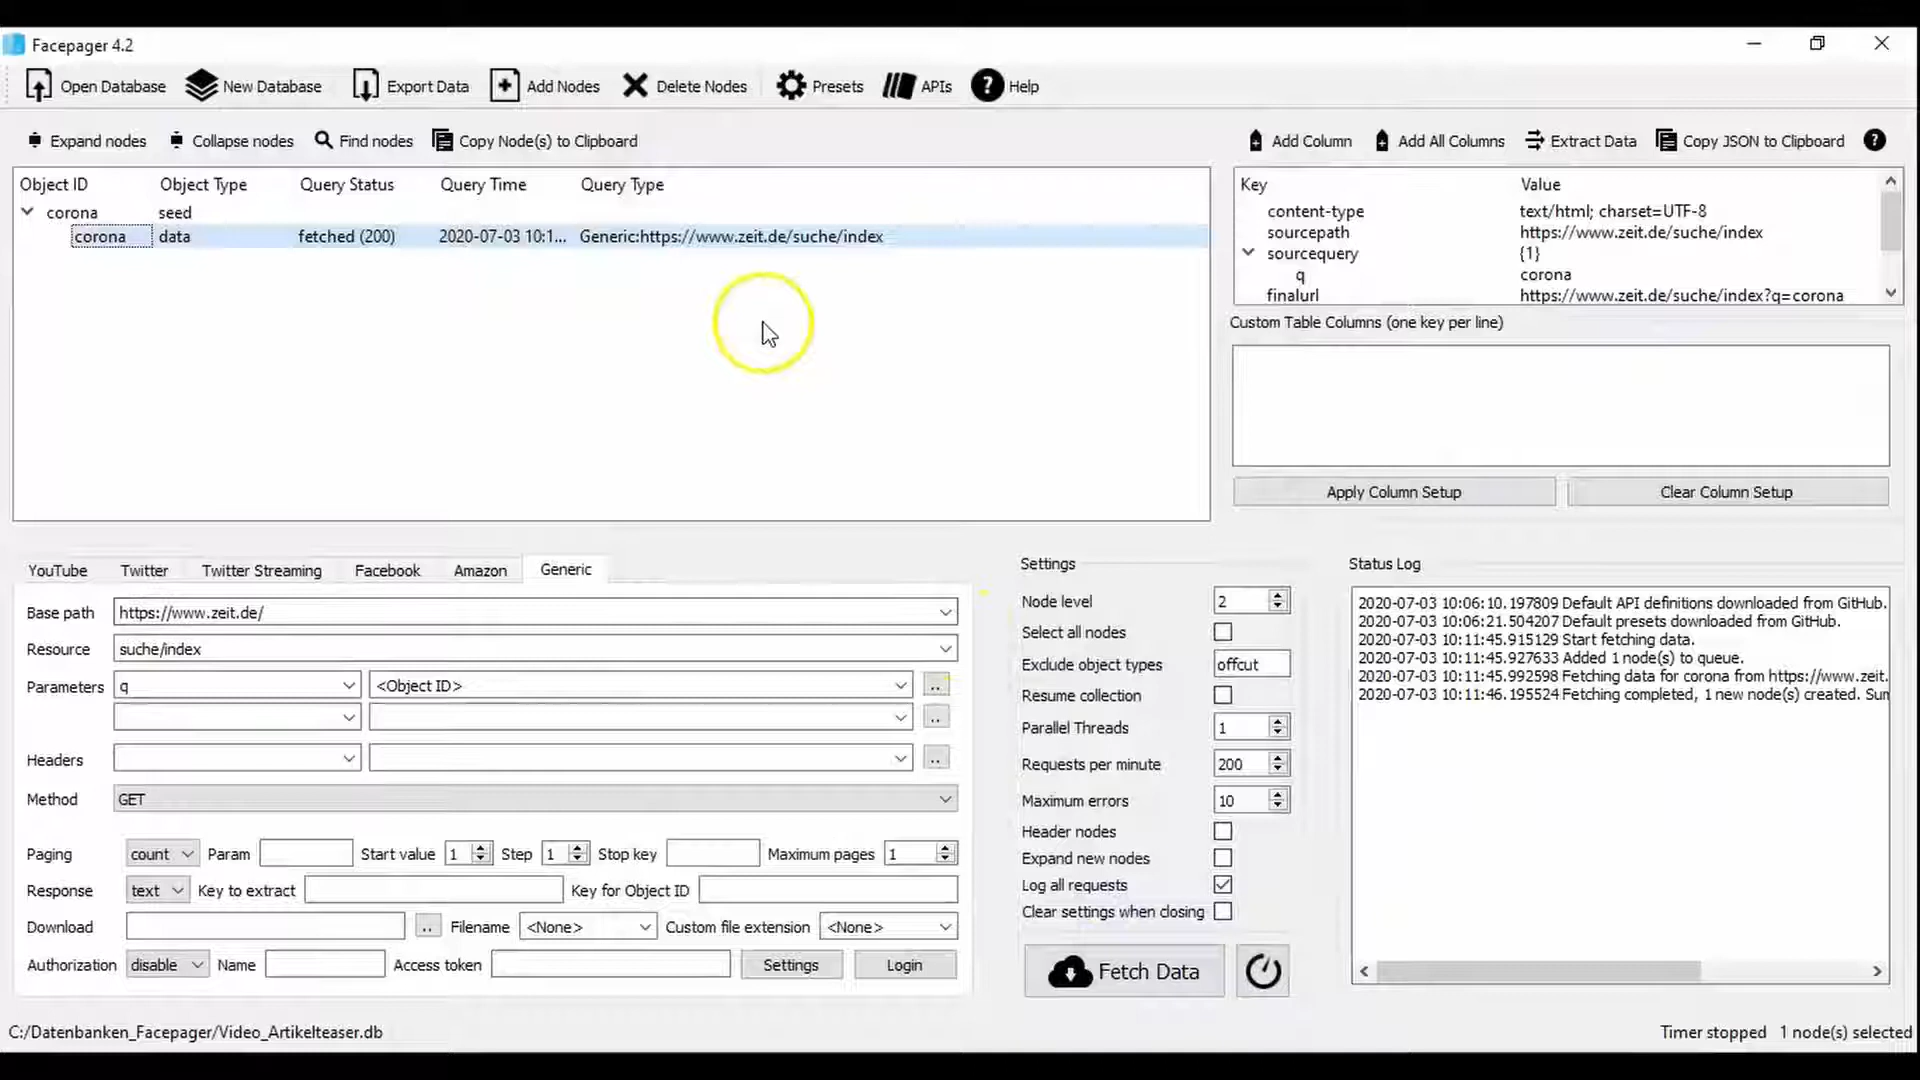 Facepager 4.2
Open Database New Database Export Data Add Nodes Delete Nodes Presets APIs Help
Expand nodes Collapse nodes Find nodes Copy Node(s) to Clipboard
Add Column Add All Columns Extract Data Copy JSON to Clipboard
Object ID Object Type Query Status Query Time Query Type
corona seed
corona data fetched (200) 2020-07-03 10:1... Generic:https://www.zeit.de/suche/index
Key Value
content-type text/html; charset=UTF-8
sourcepath https://www.zeit.de/suche/index
sourcequery {1}
q corona
finalurl https://www.zeit.de/suche/index?q=corona
Custom Table Columns (one key per line)
Apply Column Setup Clear Column Setup
YouTube Twitter Twitter Streaming Facebook Amazon Generic
Base path https://www.zeit.de/
Resource suche/index
Parameters q <Object ID> ..
..
Headers ..
Method GET
Paging count Param Start value 1 Step 1 Stop key Maximum pages 1
Response text Key to extract Key for Object ID
Download .. Filename <None> Custom file extension <None>
Authorization disable Name Access token Settings Login
Settings
Node level 2
Select all nodes
Exclude object types offcut
Resume collection
Parallel Threads 1
Requests per minute 200
Maximum errors 10
Header nodes
Expand new nodes
Log all requests
Clear settings when closing
Fetch Data
Status Log
2020-07-03 10:06:10.197809 Default API definitions downloaded from GitHub.
2020-07-03 10:06:21.504207 Default presets downloaded from GitHub.
2020-07-03 10:11:45.915129 Start fetching data.
2020-07-03 10:11:45.927633 Added 1 node(s) to queue.
2020-07-03 10:11:45.992598 Fetching data for corona from https://www.zeit.
2020-07-03 10:11:46.195524 Fetching completed, 1 new node(s) created. Sum
C:/Datenbanken_Facepager/Video_Artikelteaser.db
Timer stopped 1 node(s) selected